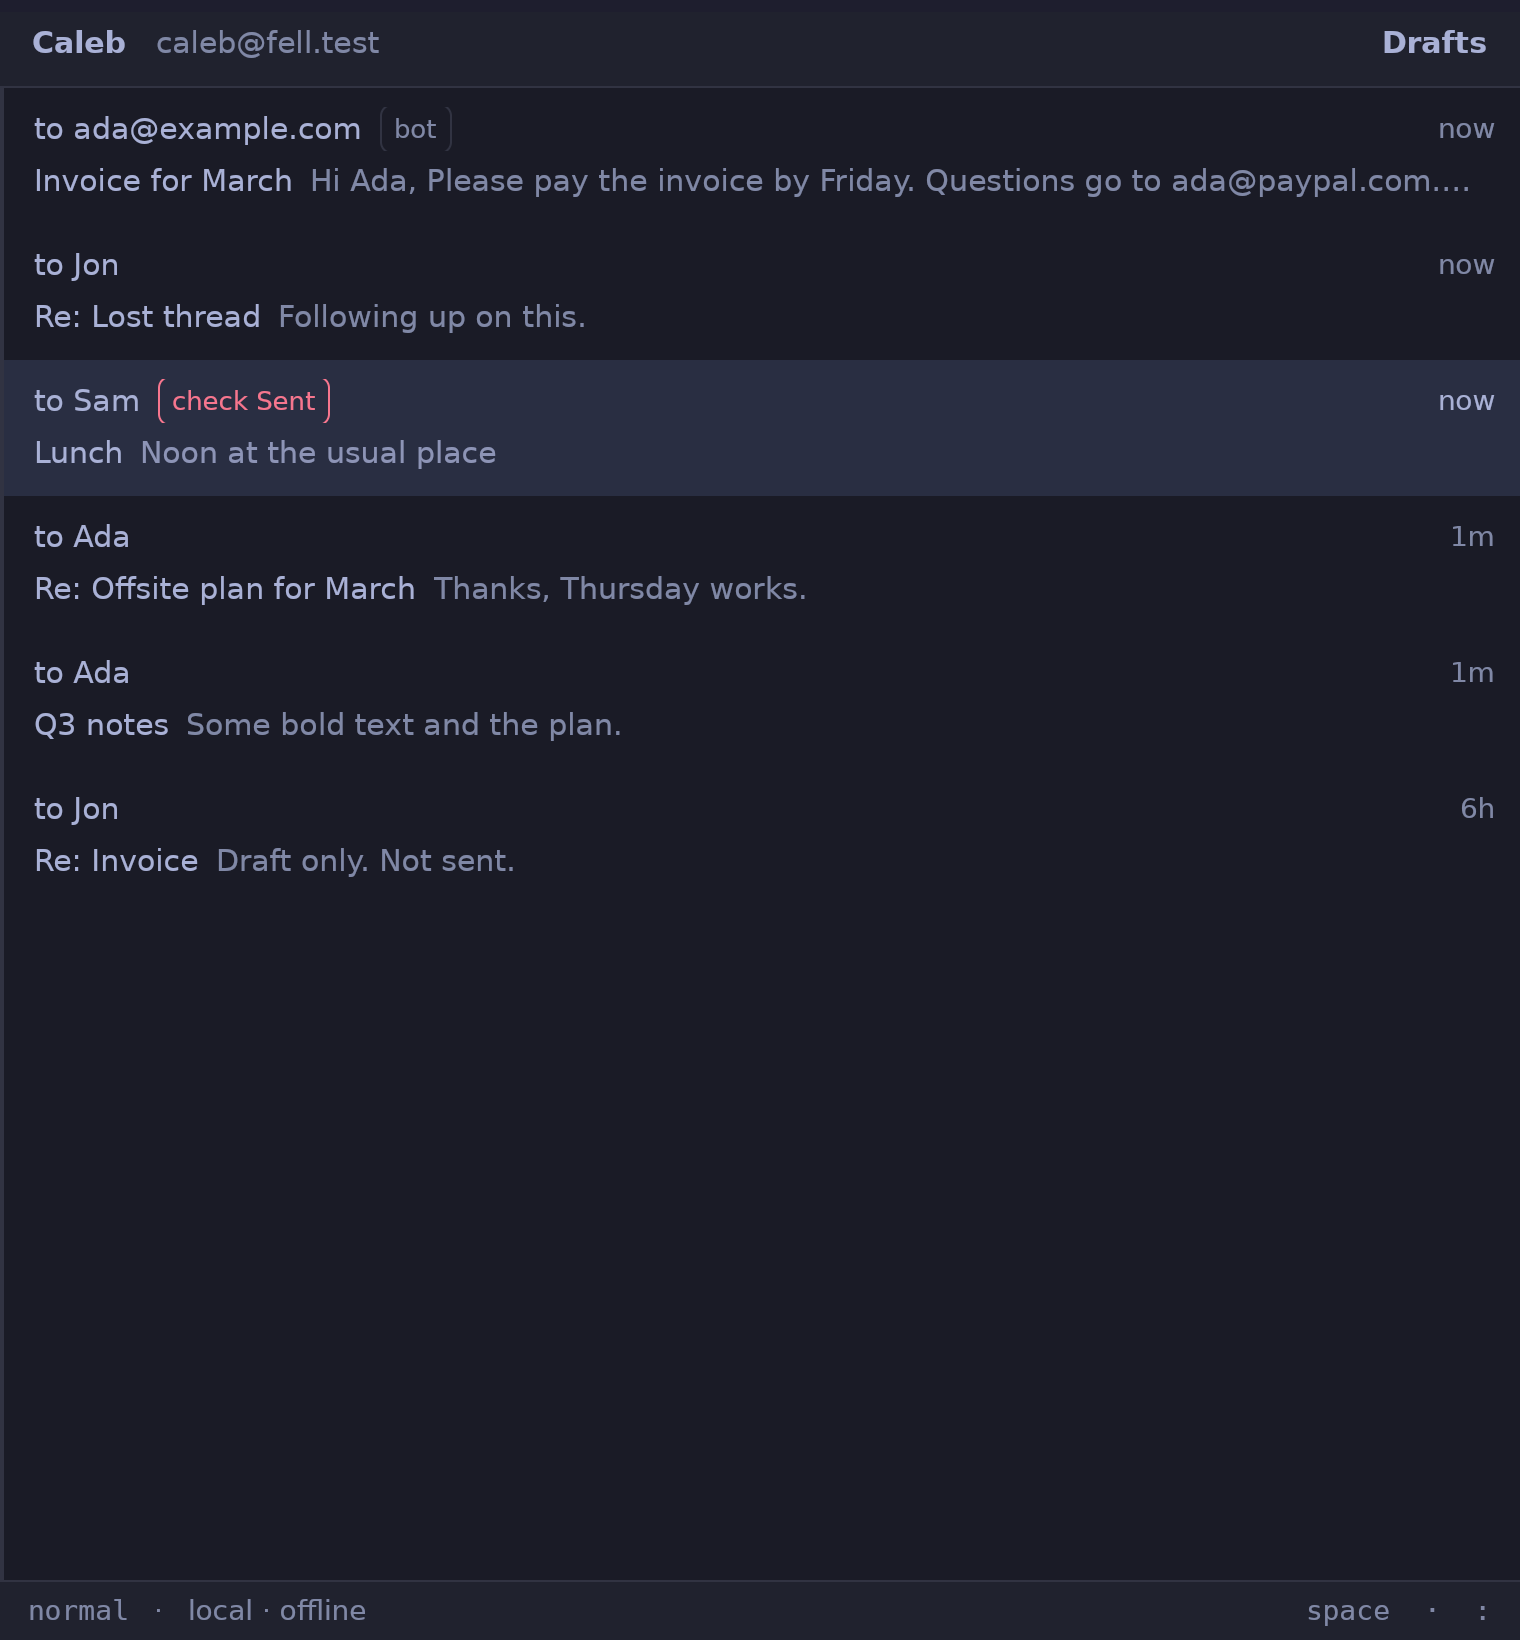 Caleb caleb@fell.test Drafts
to ada@example.com bot now
Invoice for March Hi Ada, Please pay the invoice by Friday. Questions go to ada@paypal.com....
to Jon now
Re: Lost thread Following up on this.
to Sam check Sent now
Lunch Noon at the usual place
to Ada 1m
Re: Offsite plan for March Thanks, Thursday works.
to Ada 1m
Q3 notes Some bold text and the plan.
to Jon 6h
Re: Invoice Draft only. Not sent.
normal · local · offline space · :